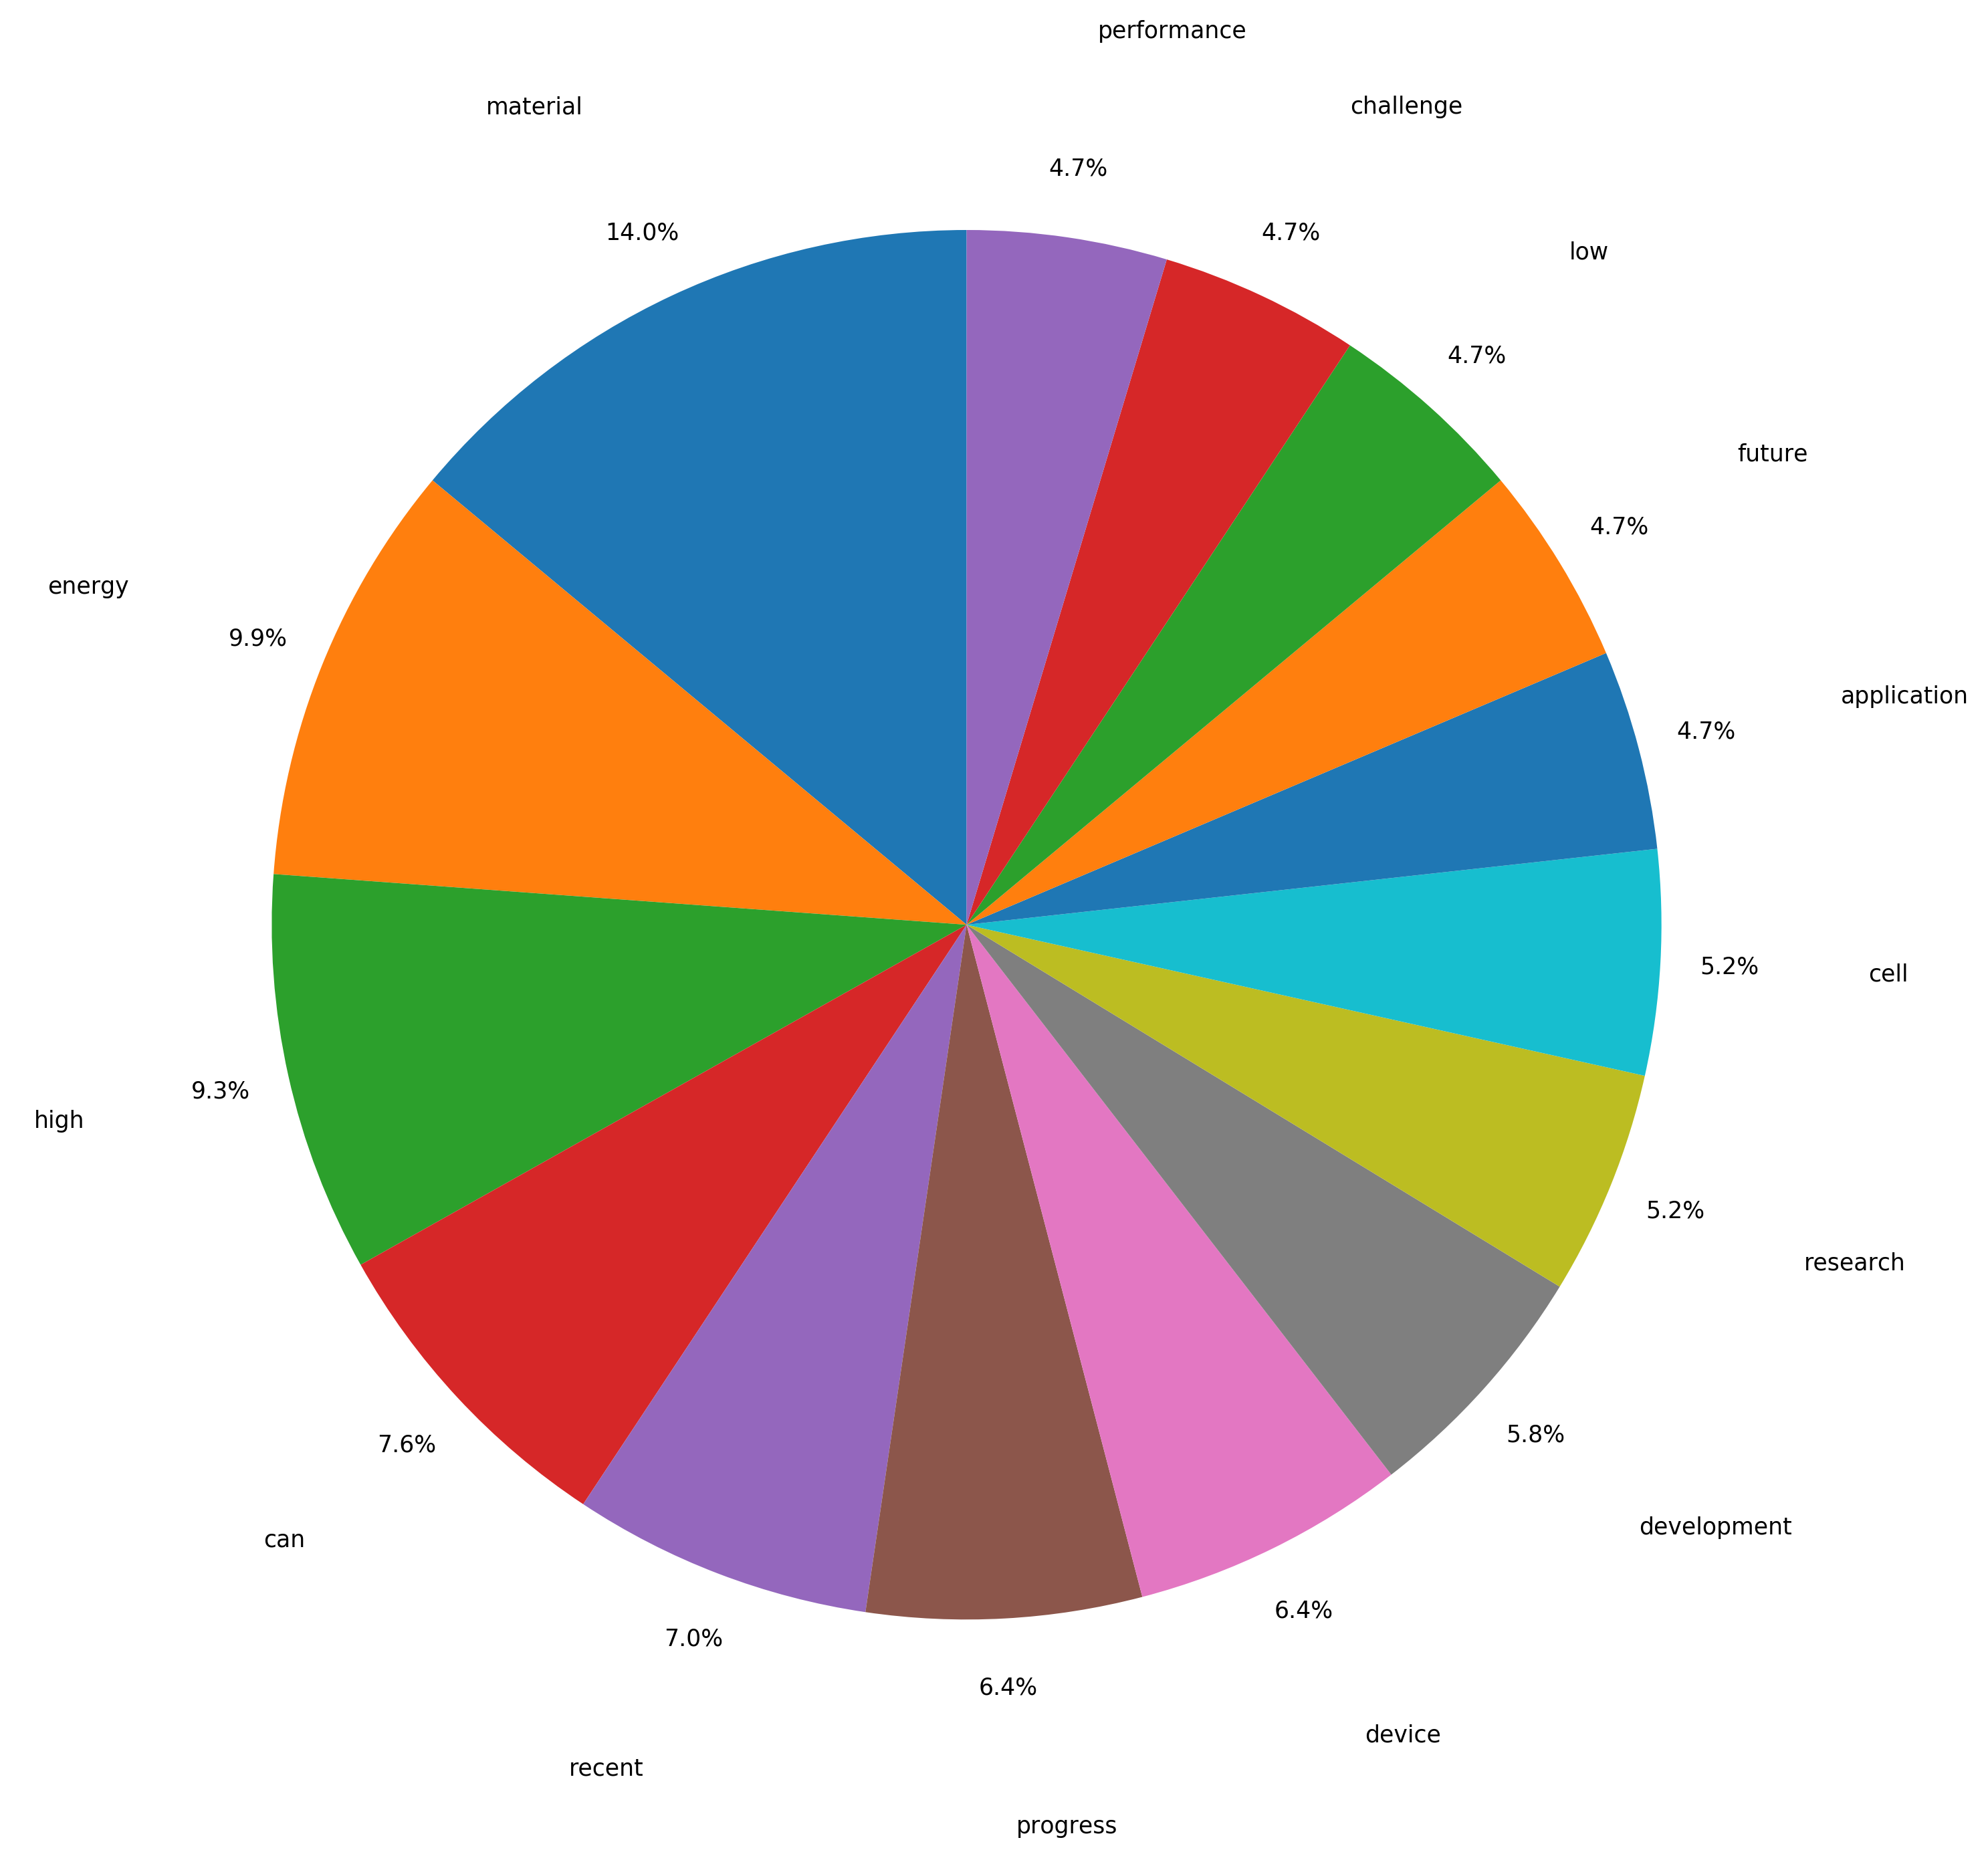 performance
material
challenge
4.7%
14.0%
4.7%
low
4.7%
future
4.7%
energy
9.9%
application
4.7%
cell
5.2%
high
9.3%
5.2%
research
7.6%
5.8%
can
development
7.0%
6.4%
6.4%
device
recent
progress